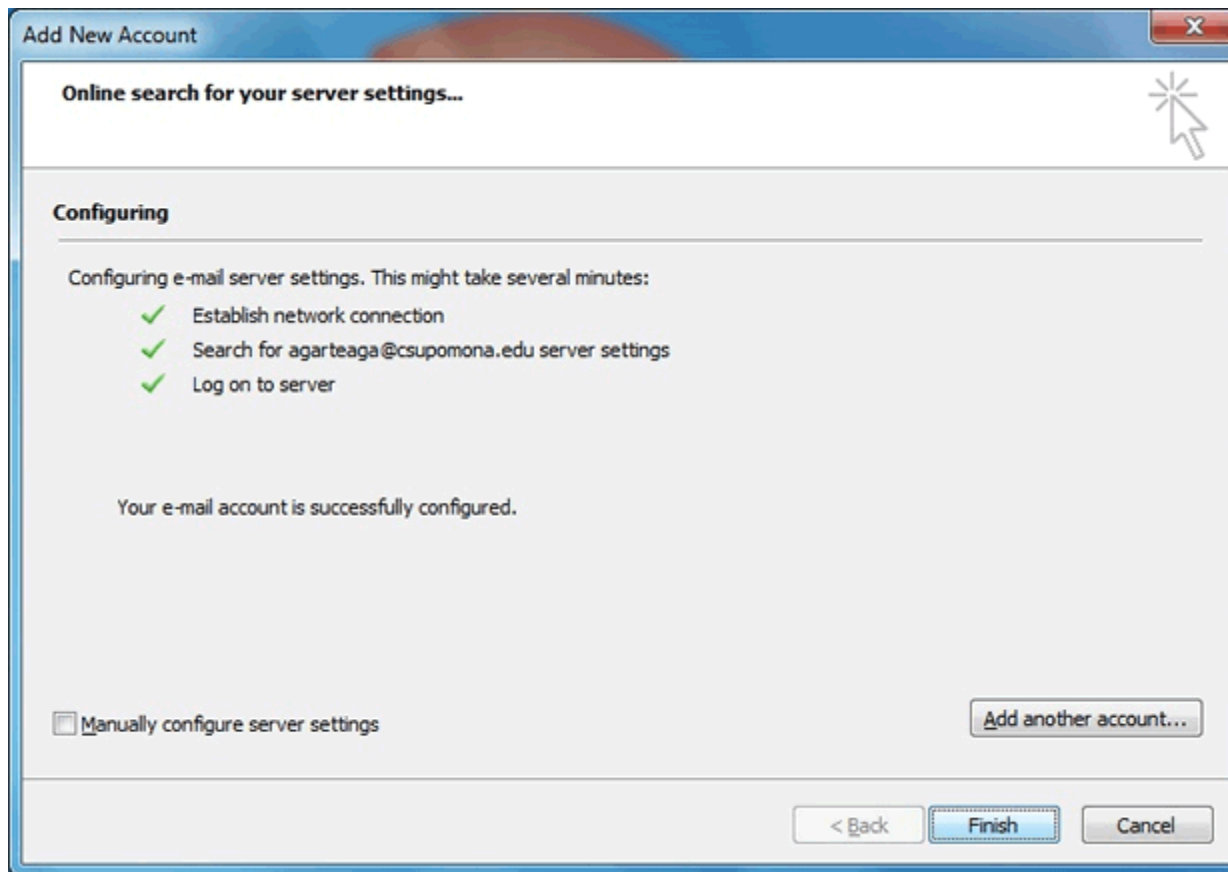 Add New Account
Online search for your server settings...
Configuring
Configuring e-mail server settings. This might take several minutes:
Establish network connection
Search for agarteaga@csupomona.edu server settings
Log on to server
Your e-mail account is successfully configured.
Manually configure server settings
Add another account...
< Back Finish Cancel